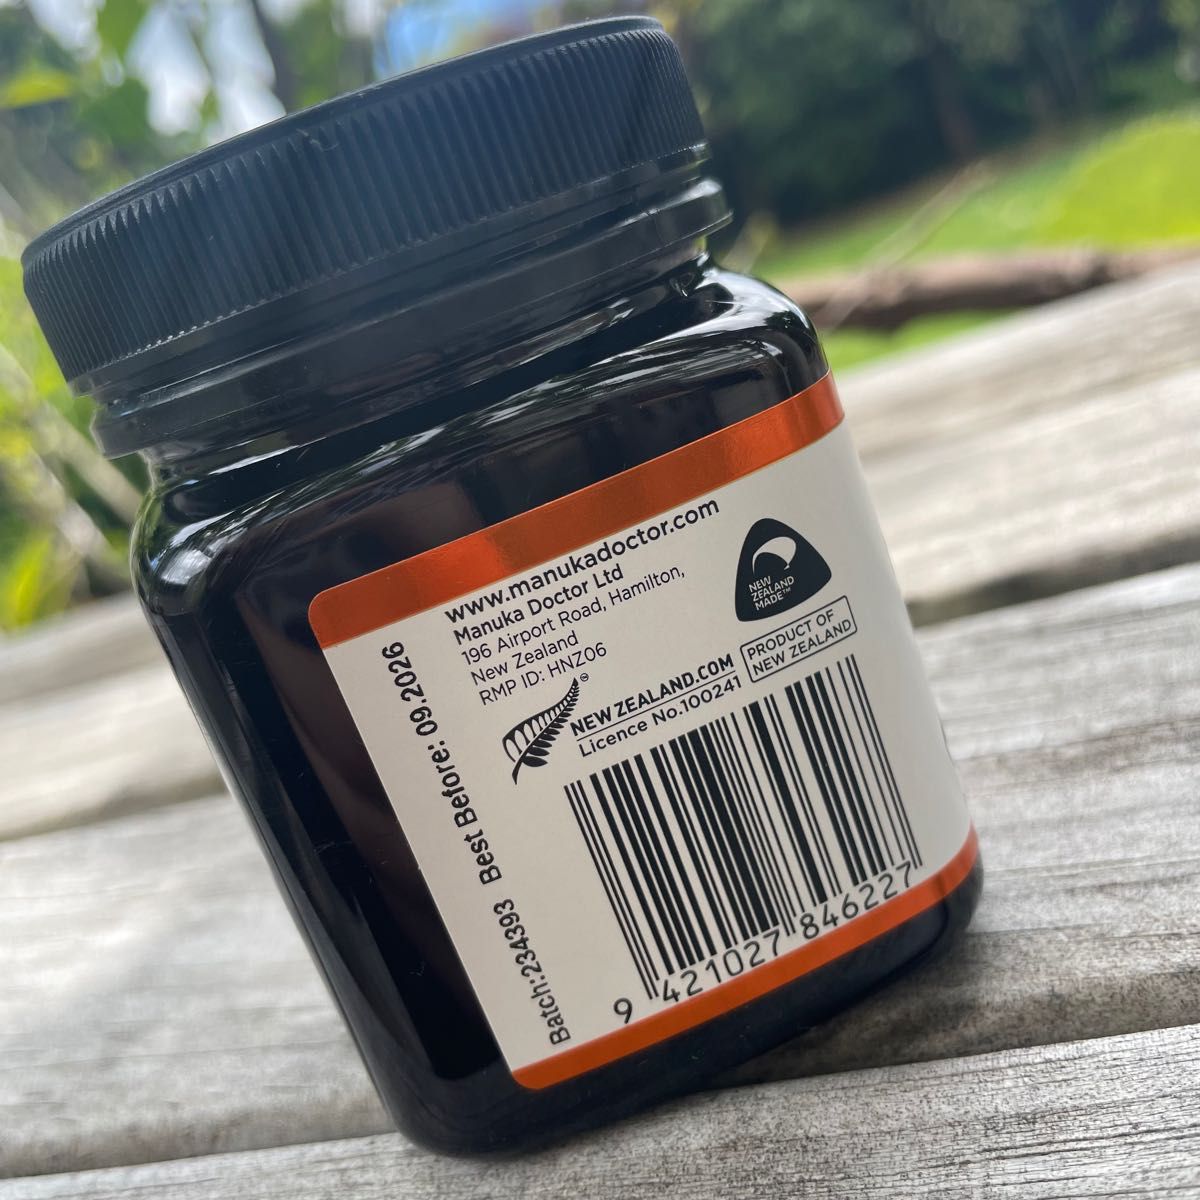 www.manukadoctor.com
Manuka Doctor Ltd
196 Airport Road, Hamilton,
New Zealand
RMP ID: HNZ06
NEW
ZEALAND
MADE™
NEW ZEALAND.COM
Licence No.100241
PRODUCT OF
NEW ZEALAND
Batch:234393 Best Before: 09.2026
9 421027 846227